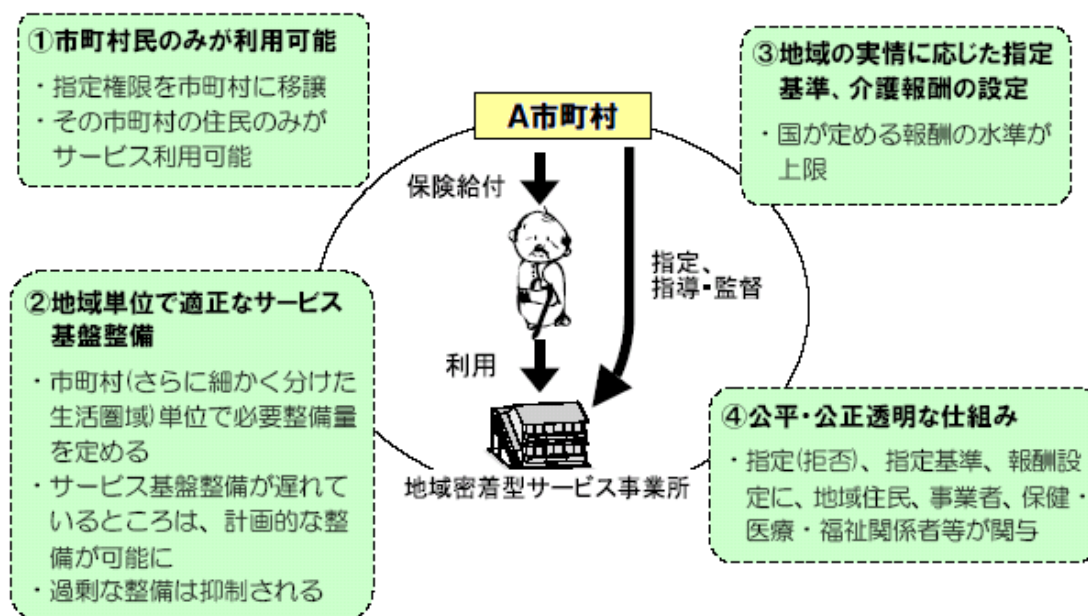 ①市町村民のみが利用可能
・指定権限を市町村に移譲
・その市町村の住民のみが
サービス利用可能
②地域単位で適正なサービス
基盤整備
・市町村(さらに細かく分けた
生活圏域)単位で必要整備量
を定める
・サービス基盤整備が遅れて
いるところは、計画的な整
備が可能に
・過剰な整備は抑制される
A市町村
保険給付
利用
指定、
指導・監督
地域密着型サービス事業所
③地域の実情に応じた指定
基準、介護報酬の設定
・国が定める報酬の水準が
上限
④公平・公正透明な仕組み
・指定(拒否)、指定基準、報酬設
定に、地域住民、事業者、保健・
医療・福祉関係者等が関与